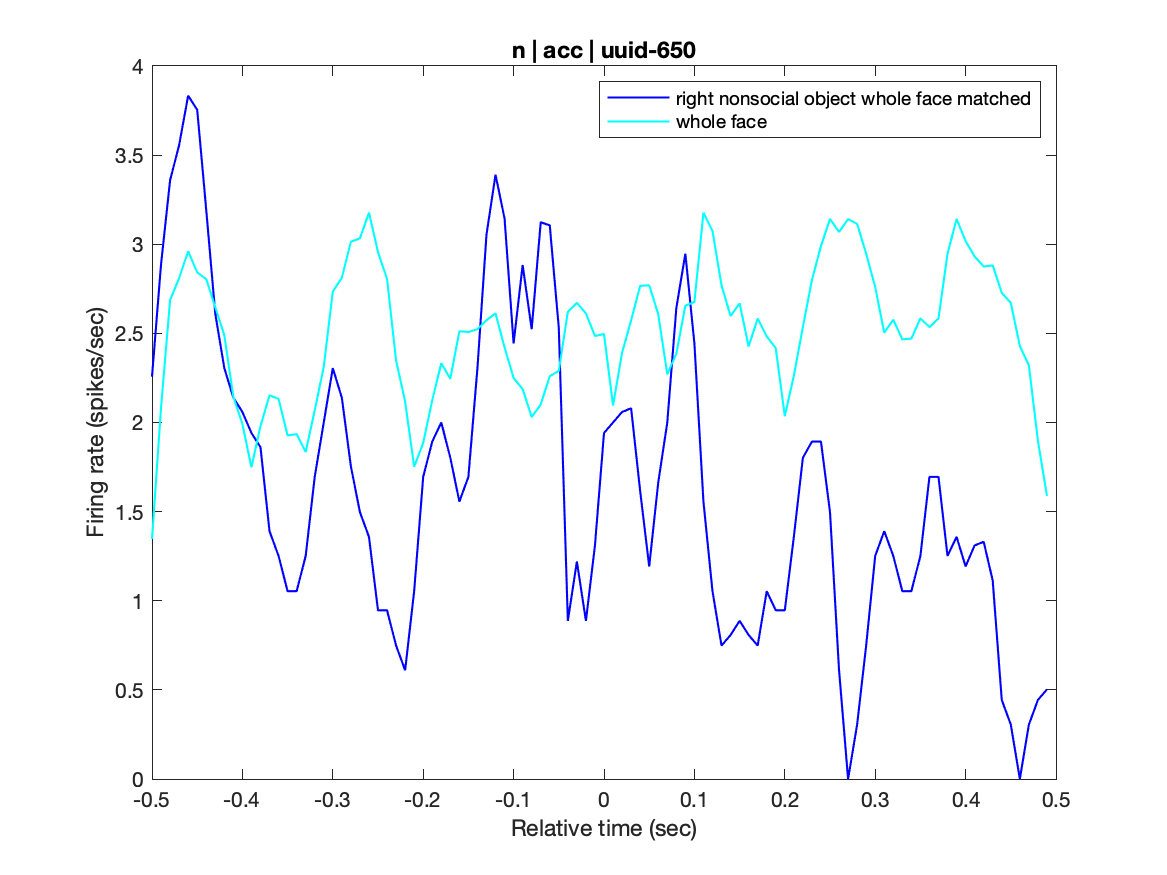 n | acc | uuid-650
right nonsocial object whole face matched
whole face
Firing rate (spikes/sec)
4
3.5
3
2.5
2
1.5
1
0.5
0
-0.5 -0.4 -0.3 -0.2 -0.1 0 0.1 0.2 0.3 0.4 0.5
Relative time (sec)